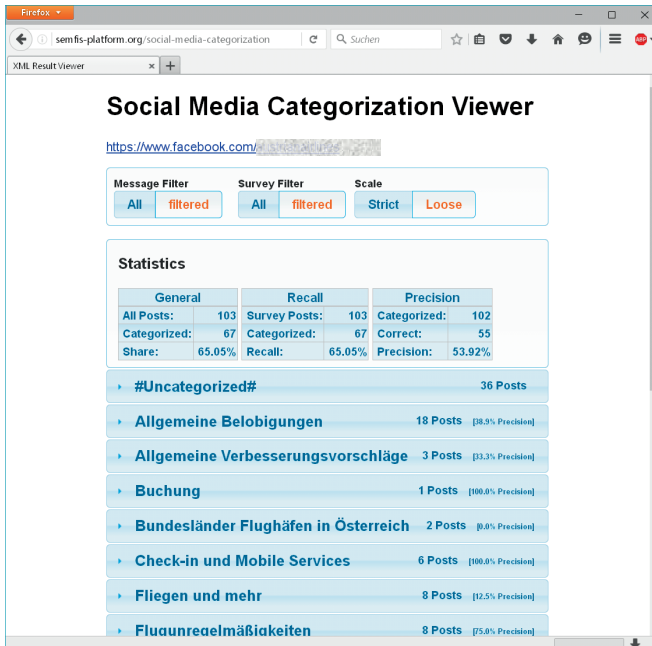 Firefox
semfis-platform.org/social-media-categorization
Suchen
ABP
XML Result Viewer
Social Media Categorization Viewer
https://www.facebook.com/
Message Filter Survey Filter Scale
All filtered All filtered Strict Loose
Statistics
General Recall Precision
All Posts: 103 Survey Posts: 103 Categorized: 102
Categorized: 67 Categorized: 67 Correct: 55
Share: 65.05% Recall: 65.05% Precision: 53.92%
#Uncategorized# 36 Posts
Allgemeine Belobigungen 18 Posts [38.9% Precision]
Allgemeine Verbesserungsvorschläge 3 Posts [33.3% Precision]
Buchung 1 Posts [100.0% Precision]
Bundesländer Flughäfen in Österreich 2 Posts [0.0% Precision]
Check-in und Mobile Services 6 Posts [100.0% Precision]
Fliegen und mehr 8 Posts [12.5% Precision]
Flugunregelmäßigkeiten 8 Posts [75.0% Precision]